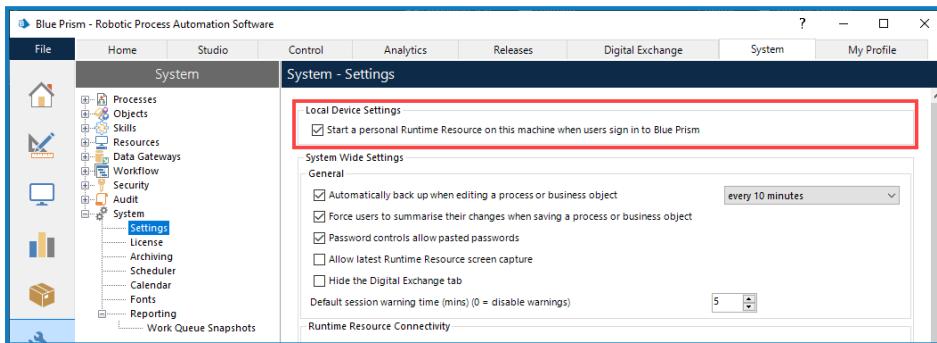 Blue Prism - Robotic Process Automation Software
?
File Home Studio Control Analytics Releases Digital Exchange System My Profile
System
System - Settings
Processes
Objects
Skills
Resources
Data Gateways
Workflow
Security
Audit
System
Settings
License
Archiving
Scheduler
Calendar
Fonts
Reporting
Work Queue Snapshots
Local Device Settings
Start a personal Runtime Resource on this machine when users sign in to Blue Prism
System Wide Settings
General
Automatically back up when editing a process or business object every 10 minutes
Force users to summarise their changes when saving a process or business object
Password controls allow pasted passwords
Allow latest Runtime Resource screen capture
Hide the Digital Exchange tab
Default session warning time (mins) (0 = disable warnings) 5
Runtime Resource Connectivity